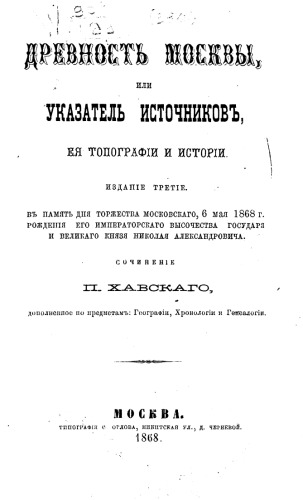 ДРЕВНОСТЬ МОСКВЫ,
ИЛИ
УКАЗАТЕЛЬ ИСТОЧНИКОВЪ,
ЕЯ ТОПОГРАФІИ И ИСТОРІИ.
ИЗДАНІЕ ТРЕТІЕ.
ВЪ ПАМЯТЬ ДНЯ ТОРЖЕСТВА МОСКОВСКАГО, 6 МАЯ 1868 Г.
РОЖДЕНІЯ ЕГО ИМПЕРАТОРСКАГО ВЫСОЧЕСТВА ГОСУДАРЯ
И ВЕЛИКАГО КНЯЗЯ НИКОЛАЯ АЛЕКСАНДРОВИЧА.
СОЧИНЕНІЕ
П. ХАВСКАГО,
дополненное по предметамъ: Географіи, Хронологіи и Генеалогіи.
МОСКВА.
ТИПОГРАФІЯ С. ОРЛОВА, НИКИТСКАЯ УЛ., Д. ЧЕРНЕВОЙ.
1868.